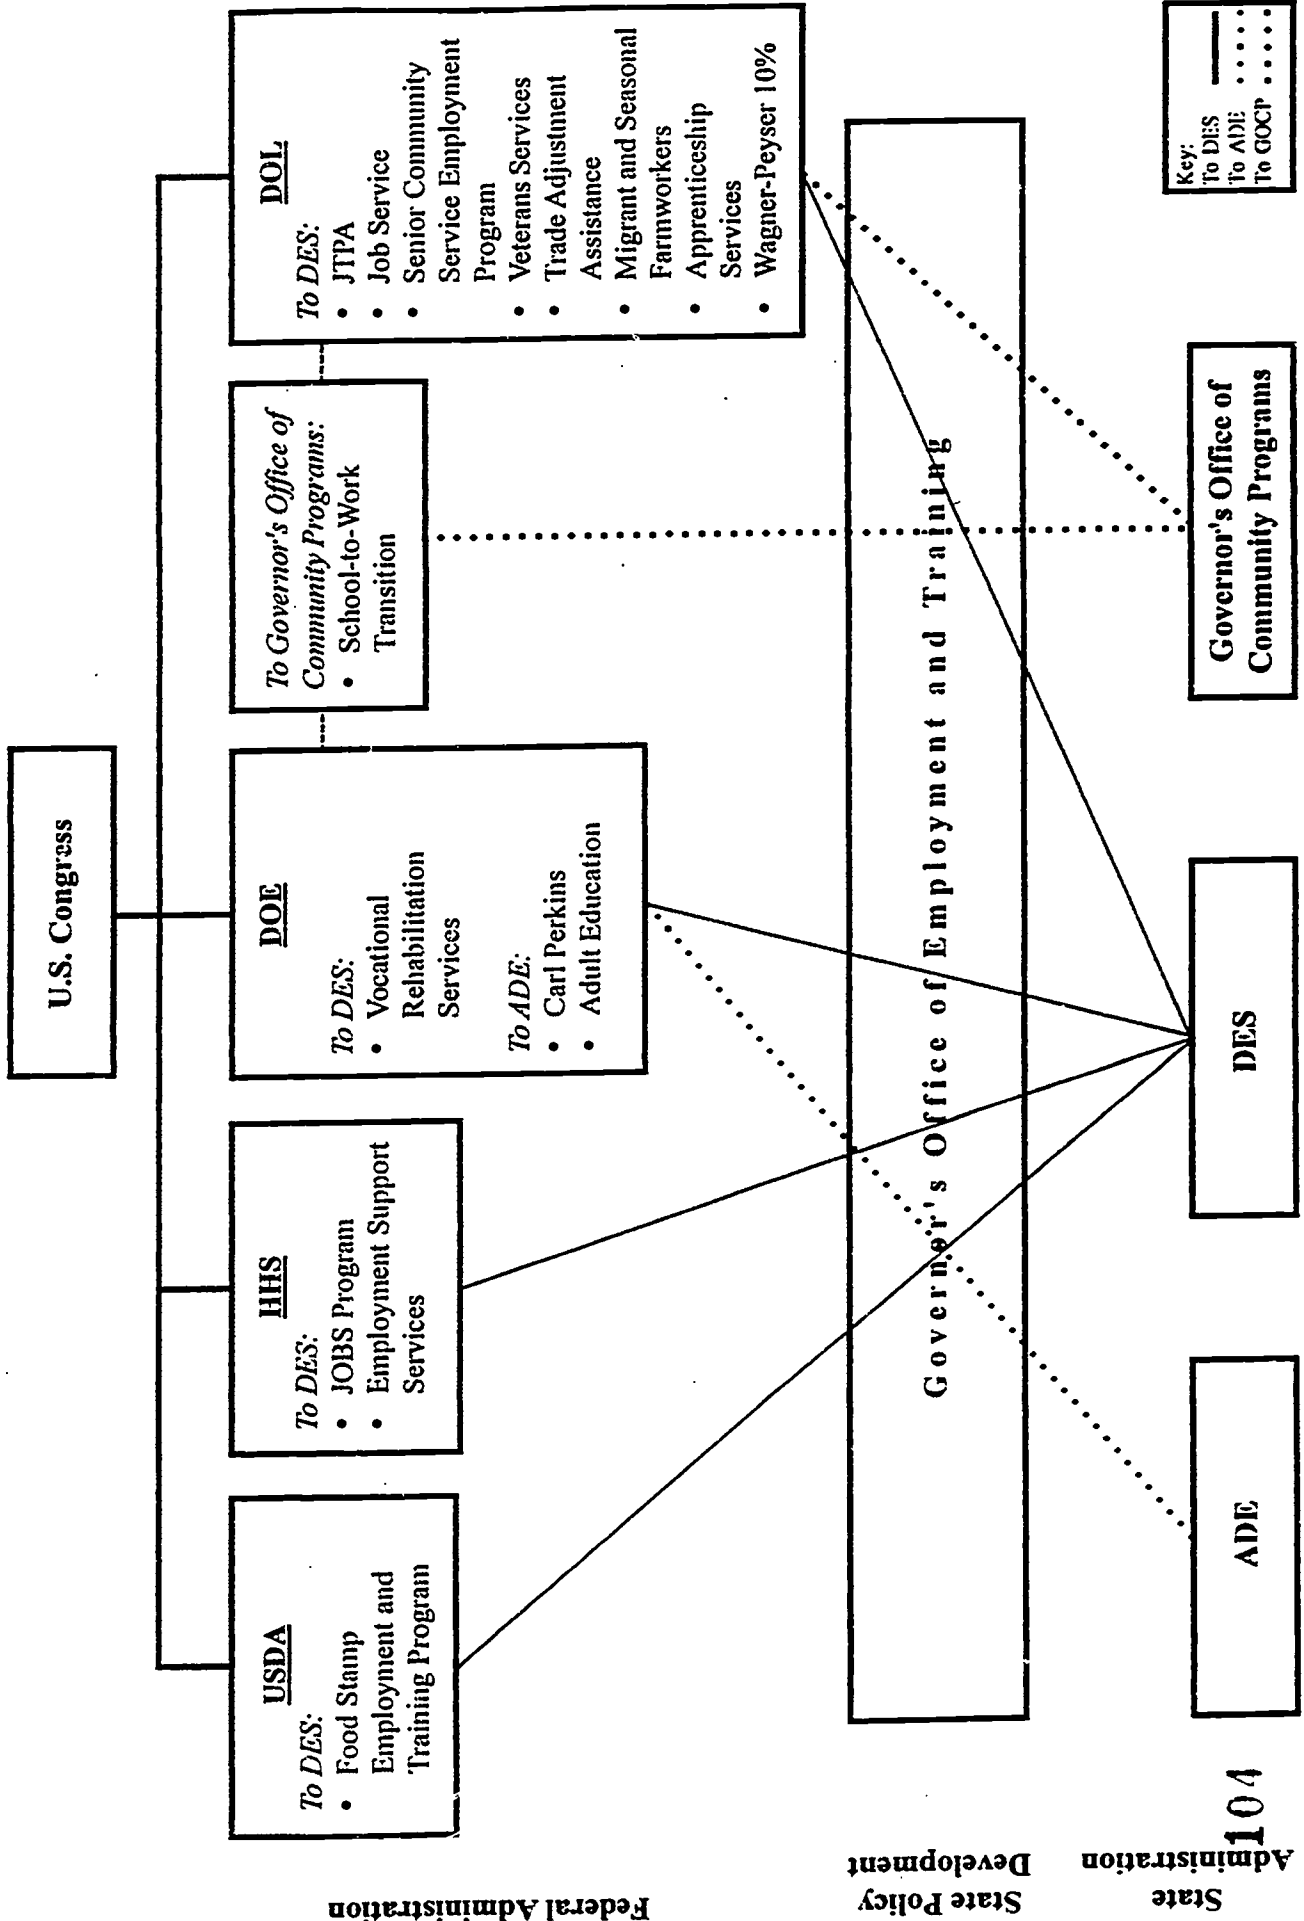 U.S. Congress
USDA
To DES:
• Food Stamp
Employment and
Training Program
HHS
To DES:
• JOBS Program
• Employment Support
Services
DOE
To DES:
• Vocational
Rehabilitation
Services
To ADE:
• Carl Perkins
• Adult Education
To Governor's Office of
Community Programs:
• School-to-Work
Transition
DOL
To DES:
• JTPA
• Job Service
• Senior Community
Service Employment
Program
• Veterans Services
• Trade Adjustment
Assistance
• Migrant and Seasonal
Farmworkers
• Apprenticeship
Services
• Wagner-Peyser 10%
Federal Administration
State Policy
Development
Governor's Office of Employment and Training
State
Administration
ADE
DES
Governor's Office of
Community Programs
Key:
To DES
To ADE
To GOCP
104